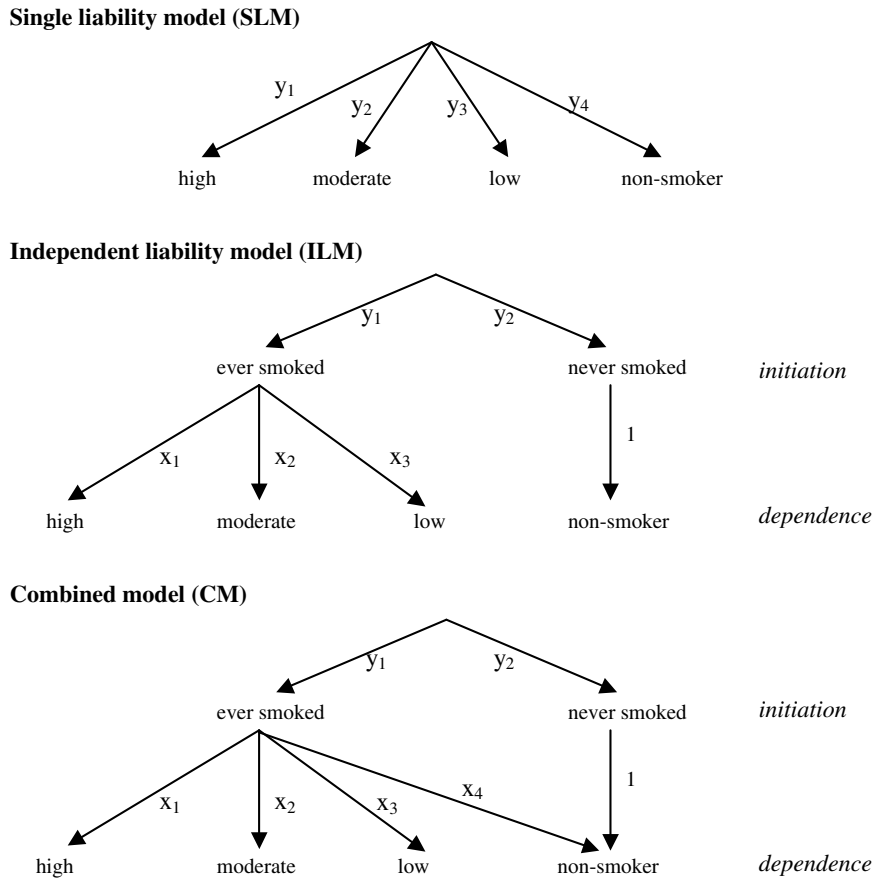 Single liability model (SLM)
y₁ y₂ y₃ y₄
high moderate low non-smoker
Independent liability model (ILM)
y₁ y₂
ever smoked never smoked initiation
x₁ x₂ x₃ 1
high moderate low non-smoker dependence
Combined model (CM)
y₁ y₂
ever smoked never smoked initiation
x₁ x₂ x₃ x₄ 1
high moderate low non-smoker dependence